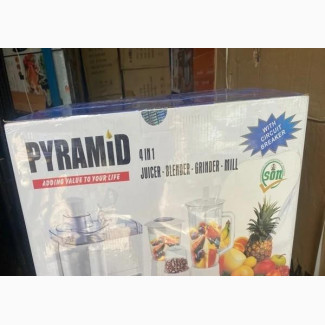 PYRAMiD
ADDING VALUE TO YOUR LIFE
4 IN 1
JUICER - BLENDER - GRINDER - MILL
WITH
CIRCUIT
BREAKER
SON